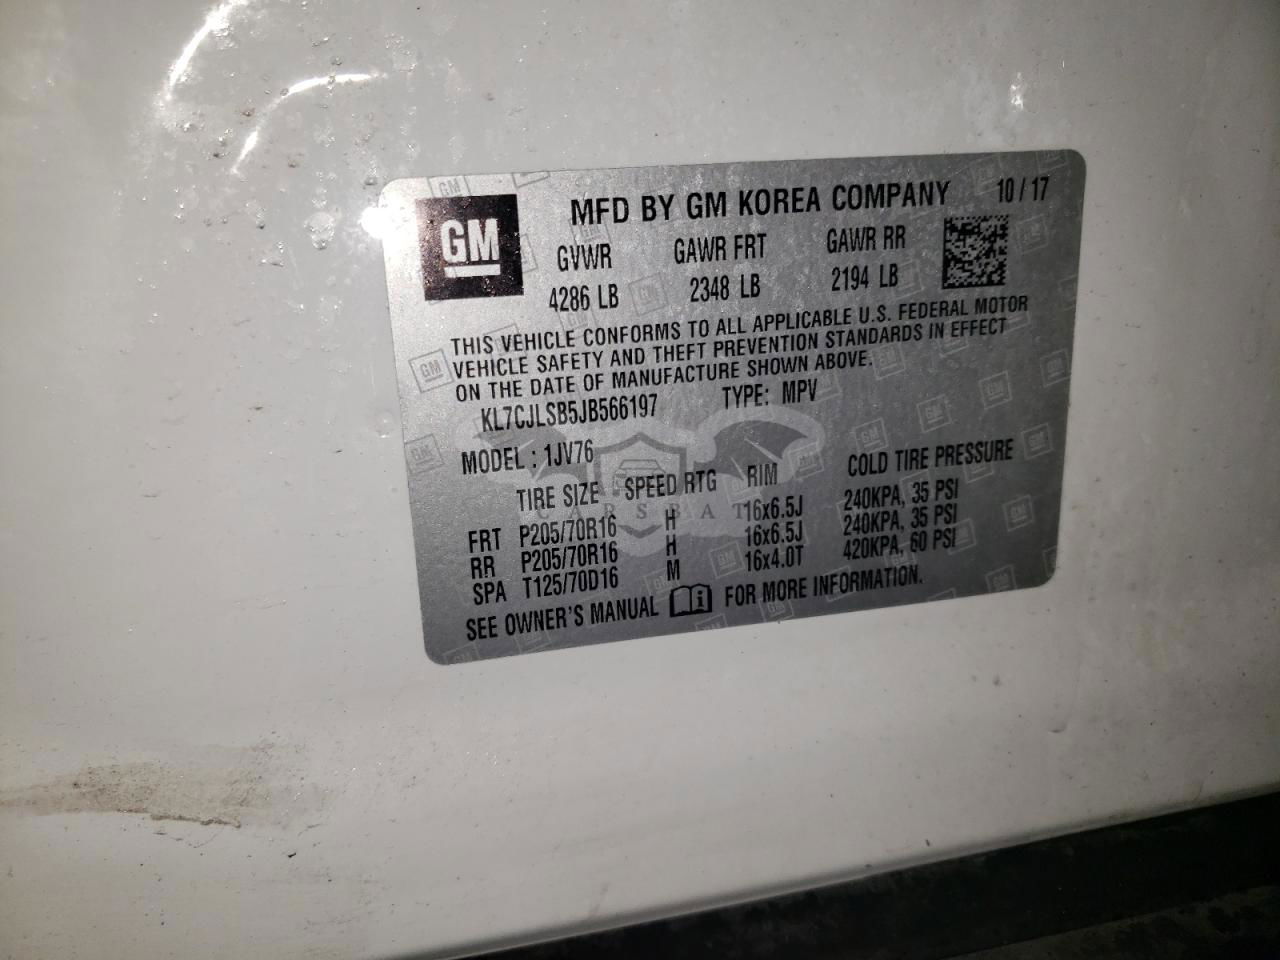 GM
MFD BY GM KOREA COMPANY 10 / 17
GVWR GAWR FRT GAWR RR
4286 LB 2348 LB 2194 LB
THIS VEHICLE CONFORMS TO ALL APPLICABLE U.S. FEDERAL MOTOR
VEHICLE SAFETY AND THEFT PREVENTION STANDARDS IN EFFECT
ON THE DATE OF MANUFACTURE SHOWN ABOVE.
KL7CJLSB5JB566197 TYPE: MPV
MODEL : 1JV76
TIRE SIZE SPEED RTG RIM COLD TIRE PRESSURE
FRT P205/70R16 H 16x6.5J 240KPA, 35 PSI
RR P205/70R16 H 16x6.5J 240KPA, 35 PSI
SPA T125/70D16 M 16x4.0T 420KPA, 60 PSI
SEE OWNER'S MANUAL FOR MORE INFORMATION.
CARSBAT